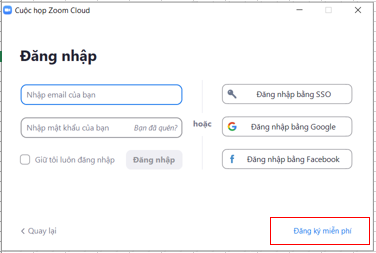 Cuộc họp Zoom Cloud
Đăng nhập
Nhập email của bạn
Nhập mật khẩu của bạn Bạn đã quên?
Giữ tôi luôn đăng nhập Đăng nhập
hoặc
Đăng nhập bằng SSO
Đăng nhập bằng Google
Đăng nhập bằng Facebook
Quay lại
Đăng ký miễn phí